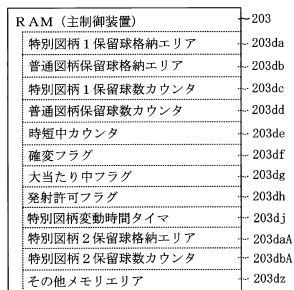 RAM（主制御装置） 203
特別図柄1保留球格納エリア 203da
普通図柄保留球格納エリア 203db
特別図柄1保留球数カウンタ 203dc
普通図柄保留球数カウンタ 203dd
時短中カウンタ 203de
確変フラグ 203df
大当たり中フラグ 203dg
発射許可フラグ 203dh
特別図柄変動時間タイマ 203dj
特別図柄2保留球格納エリア 203daA
特別図柄2保留球数カウンタ 203dbA
その他メモリエリア 203dz